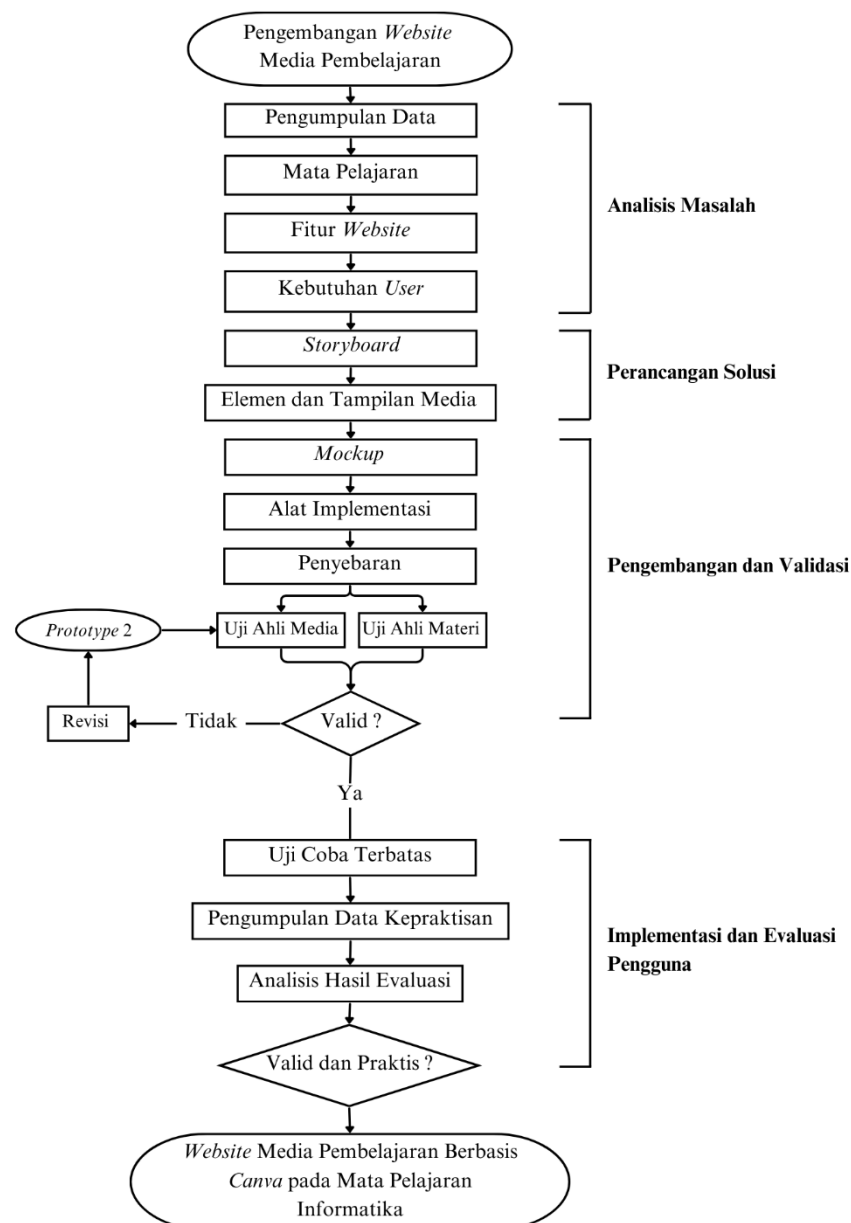 Pengembangan Website
Media Pembelajaran
Pengumpulan Data
Mata Pelajaran
Analisis Masalah
Fitur Website
Kebutuhan User
Storyboard
Perancangan Solusi
Elemen dan Tampilan Media
Mockup
Alat Implementasi
Penyebaran
Pengembangan dan Validasi
Prototype 2
Uji Ahli Media
Uji Ahli Materi
Revisi
Tidak
Valid ?
Ya
Uji Coba Terbatas
Pengumpulan Data Kepraktisan
Implementasi dan Evaluasi
Pengguna
Analisis Hasil Evaluasi
Valid dan Praktis ?
Website Media Pembelajaran Berbasis
Canva pada Mata Pelajaran
Informatika